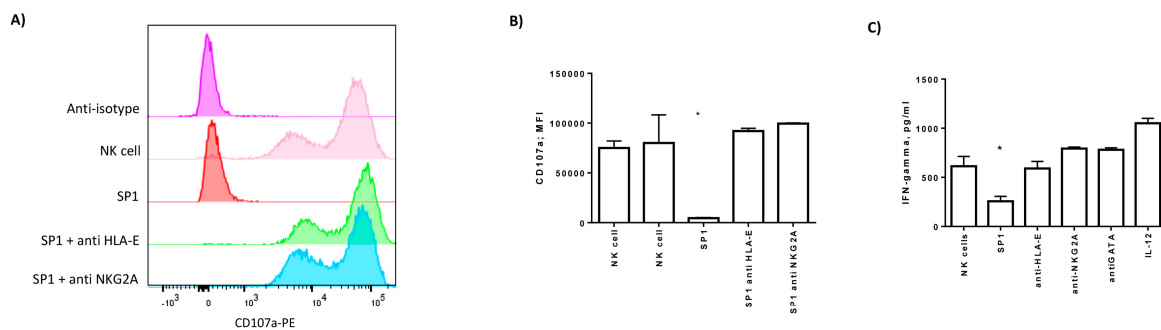 A)
Anti-isotype
NK cell
SP1
SP1 + anti HLA-E
SP1 + anti NKG2A
-10³ 0 10³ 10⁴ 10⁵
CD107a-PE
B)
CD107a; MFI
150000
100000
50000
0
*
NK cell
NK cell
SP1
SP1 anti HLA-E
SP1 anti NKG2A
C)
IFN-gamma, pg/ml
1500
1000
500
0
*
NK cells
SP1
anti-HLA-E
anti-NKG2A
antiGATA
IL-12